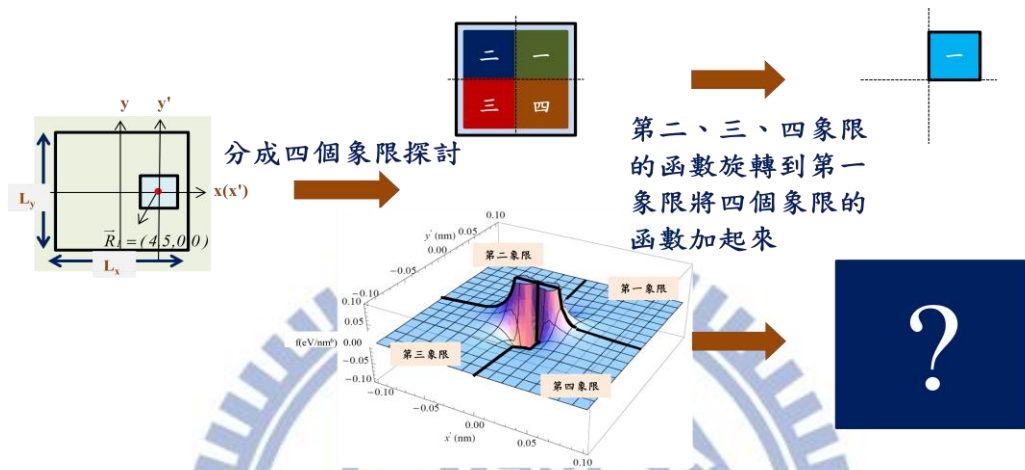 二
一
三
四
一
y
y'
x(x')
L_y
R⃗_1=(4.5,0,0)
L_x
分成四個象限探討
第二、三、四象限
的函數旋轉到第一
象限將四個象限的
函數加起來
0.10
y' (nm)
0.05
0.00
-0.05
-0.10
0.10
0.05
f(eV/nm⁶)
0.00
-0.05
-0.10
-0.10
-0.05
0.00
x' (nm)
0.05
0.10
第二象限
第一象限
第三象限
第四象限
?